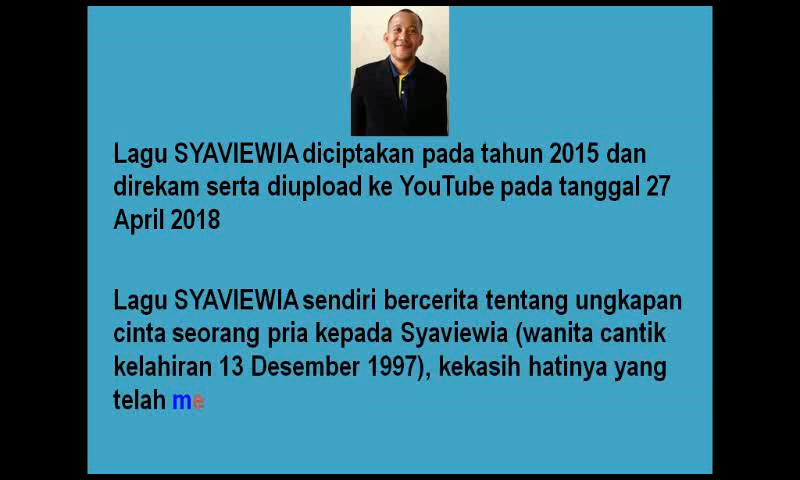 Lagu SYAVIEWIA diciptakan pada tahun 2015 dan
direkam serta diupload ke YouTube pada tanggal 27
April 2018
Lagu SYAVIEWIA sendiri bercerita tentang ungkapan
cinta seorang pria kepada Syaviewia (wanita cantik
kelahiran 13 Desember 1997), kekasih hatinya yang
telah me